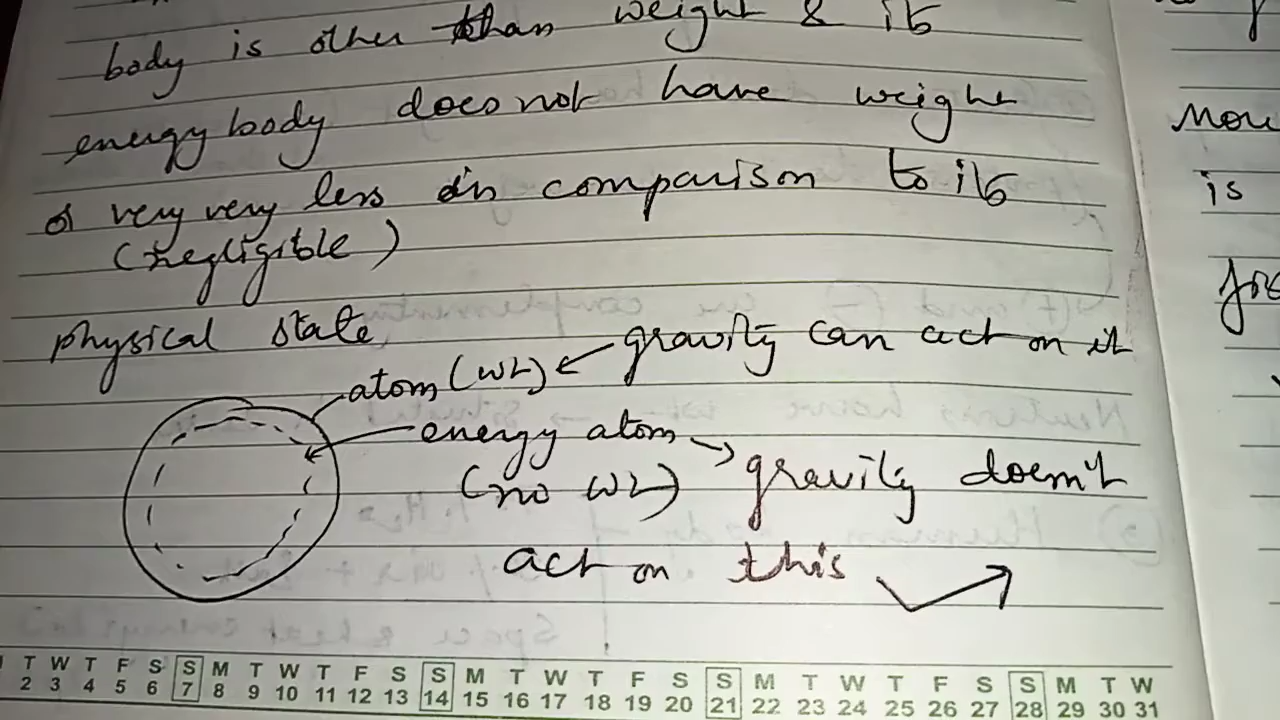 body is other than weight & its
energy body does not have weight
or very very less in comparison to its
(negligible)
physical state
gravity can act on it
atom (wt)
energy atom
(no wt)
gravity doesn't
act on this
Mou
is
for
T W T F S S M T W T F S S M T W T F S S M T W T F S S M T W
2 3 4 5 6 7 8 9 10 11 12 13 14 15 16 17 18 19 20 21 22 23 24 25 26 27 28 29 30 31